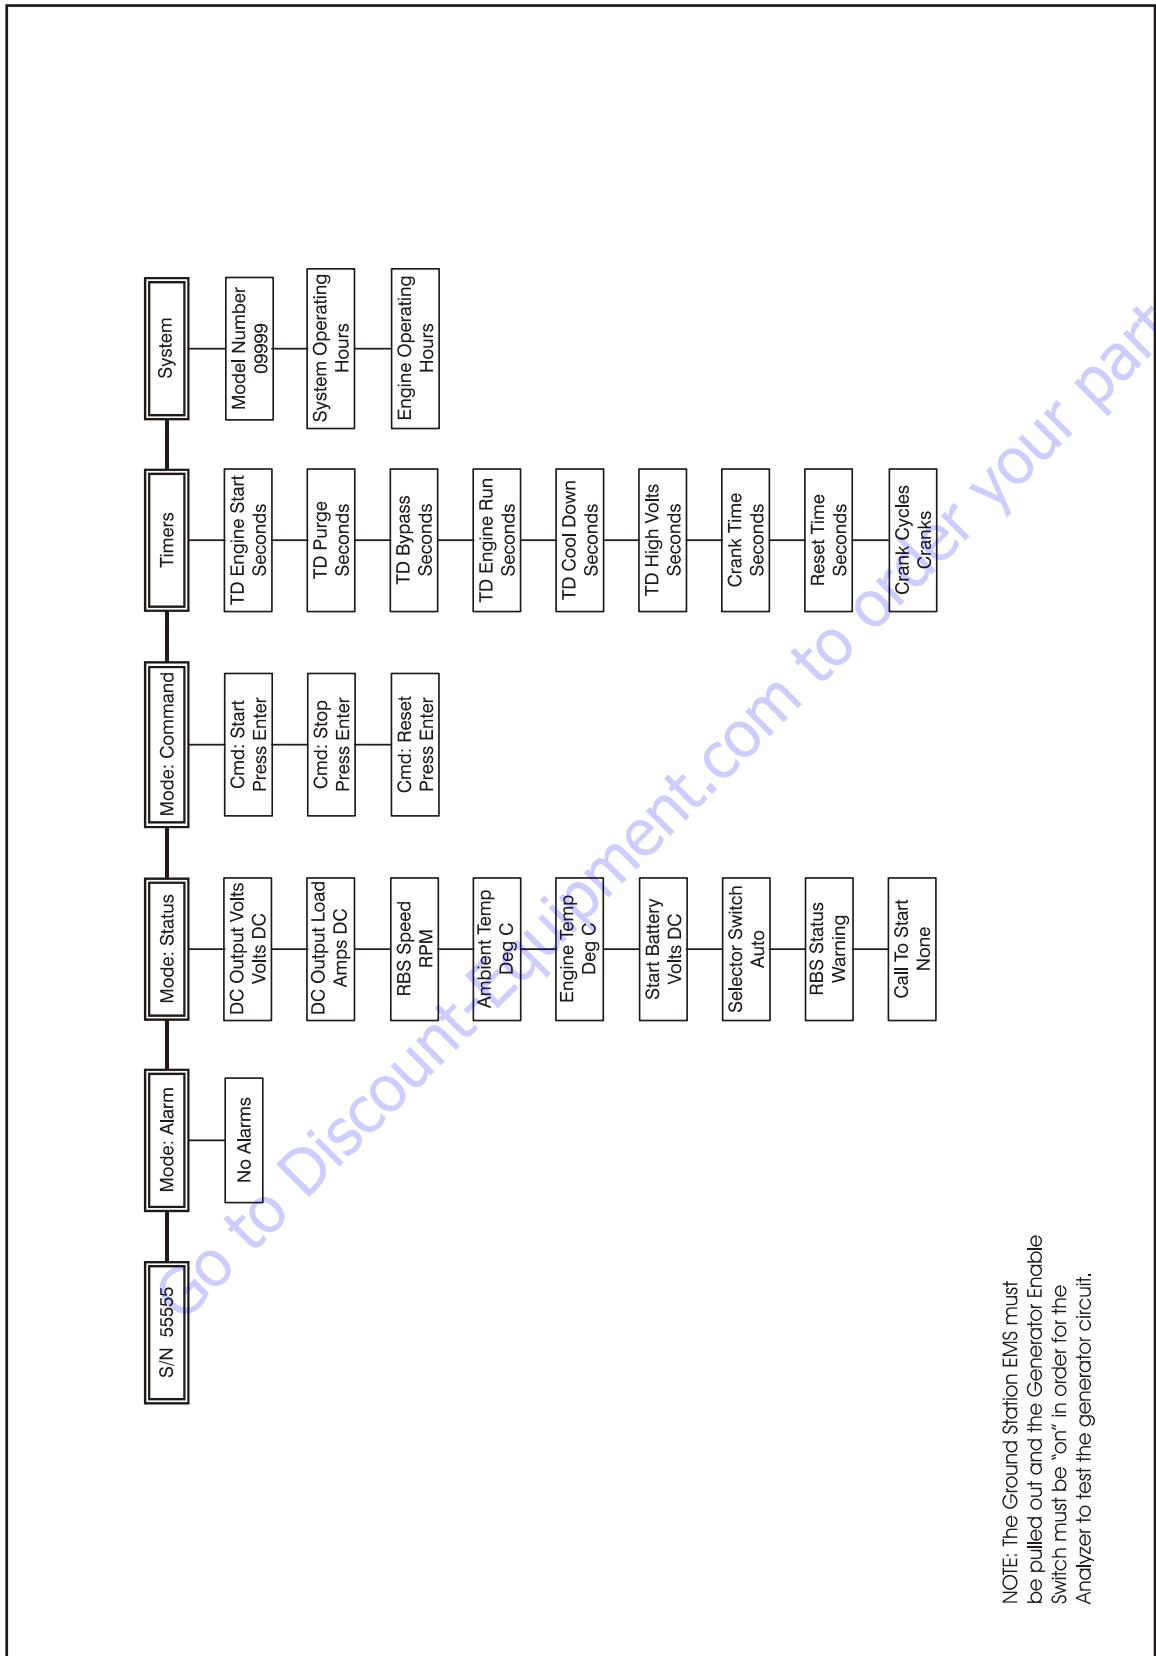 S/N 55555
Mode: Alarm
No Alarms
Mode: Status
DC Output Volts
Volts DC
DC Output Load
Amps DC
RBS Speed
RPM
Ambient Temp
Deg C
Engine Temp
Deg C
Start Battery
Volts DC
Selector Switch
Auto
RBS Status
Warning
Call To Start
None
Mode: Command
Cmd: Start
Press Enter
Cmd: Stop
Press Enter
Cmd: Reset
Press Enter
Timers
TD Engine Start
Seconds
TD Purge
Seconds
TD Bypass
Seconds
TD Engine Run
Seconds
TD Cool Down
Seconds
TD High Volts
Seconds
Crank Time
Seconds
Reset Time
Seconds
Crank Cycles
Cranks
System
Model Number
09999
System Operating
Hours
Engine Operating
Hours
NOTE: The Ground Station EMS must
be pulled out and the Generator Enable
Switch must be “on” in order for the
Analyzer to test the generator circuit.
Go to Discount-Equipment.com to order your part